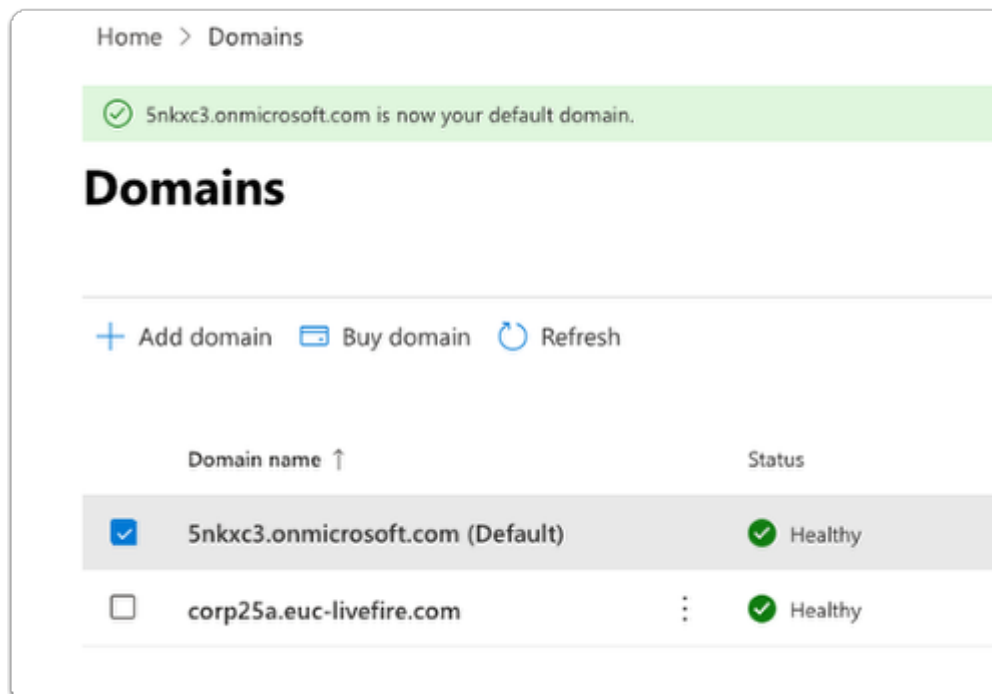 Home > Domains
5nkxc3.onmicrosoft.com is now your default domain.
Domains
Add domain Buy domain Refresh
Domain name ↑ Status
5nkxc3.onmicrosoft.com (Default) Healthy
corp25a.euc-livefire.com Healthy